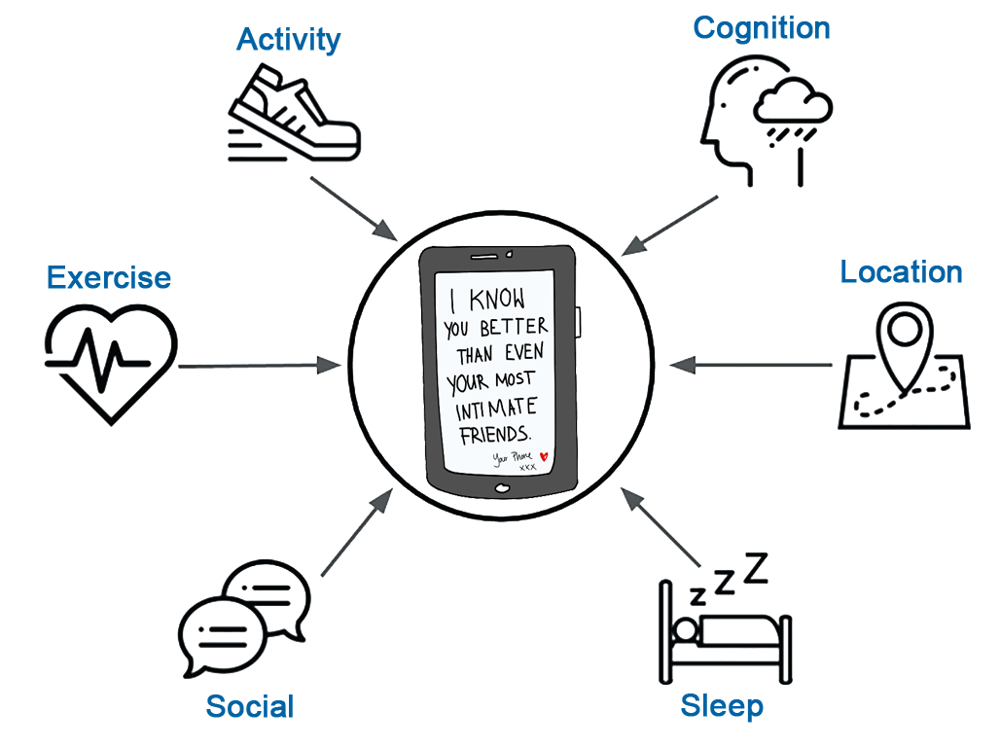 Activity
Cognition
Exercise
Location
I KNOW
YOU BETTER
THAN EVEN
YOUR MOST
INTIMATE
FRIENDS.
Your Phone
xxx
Social
Sleep
z Z Z